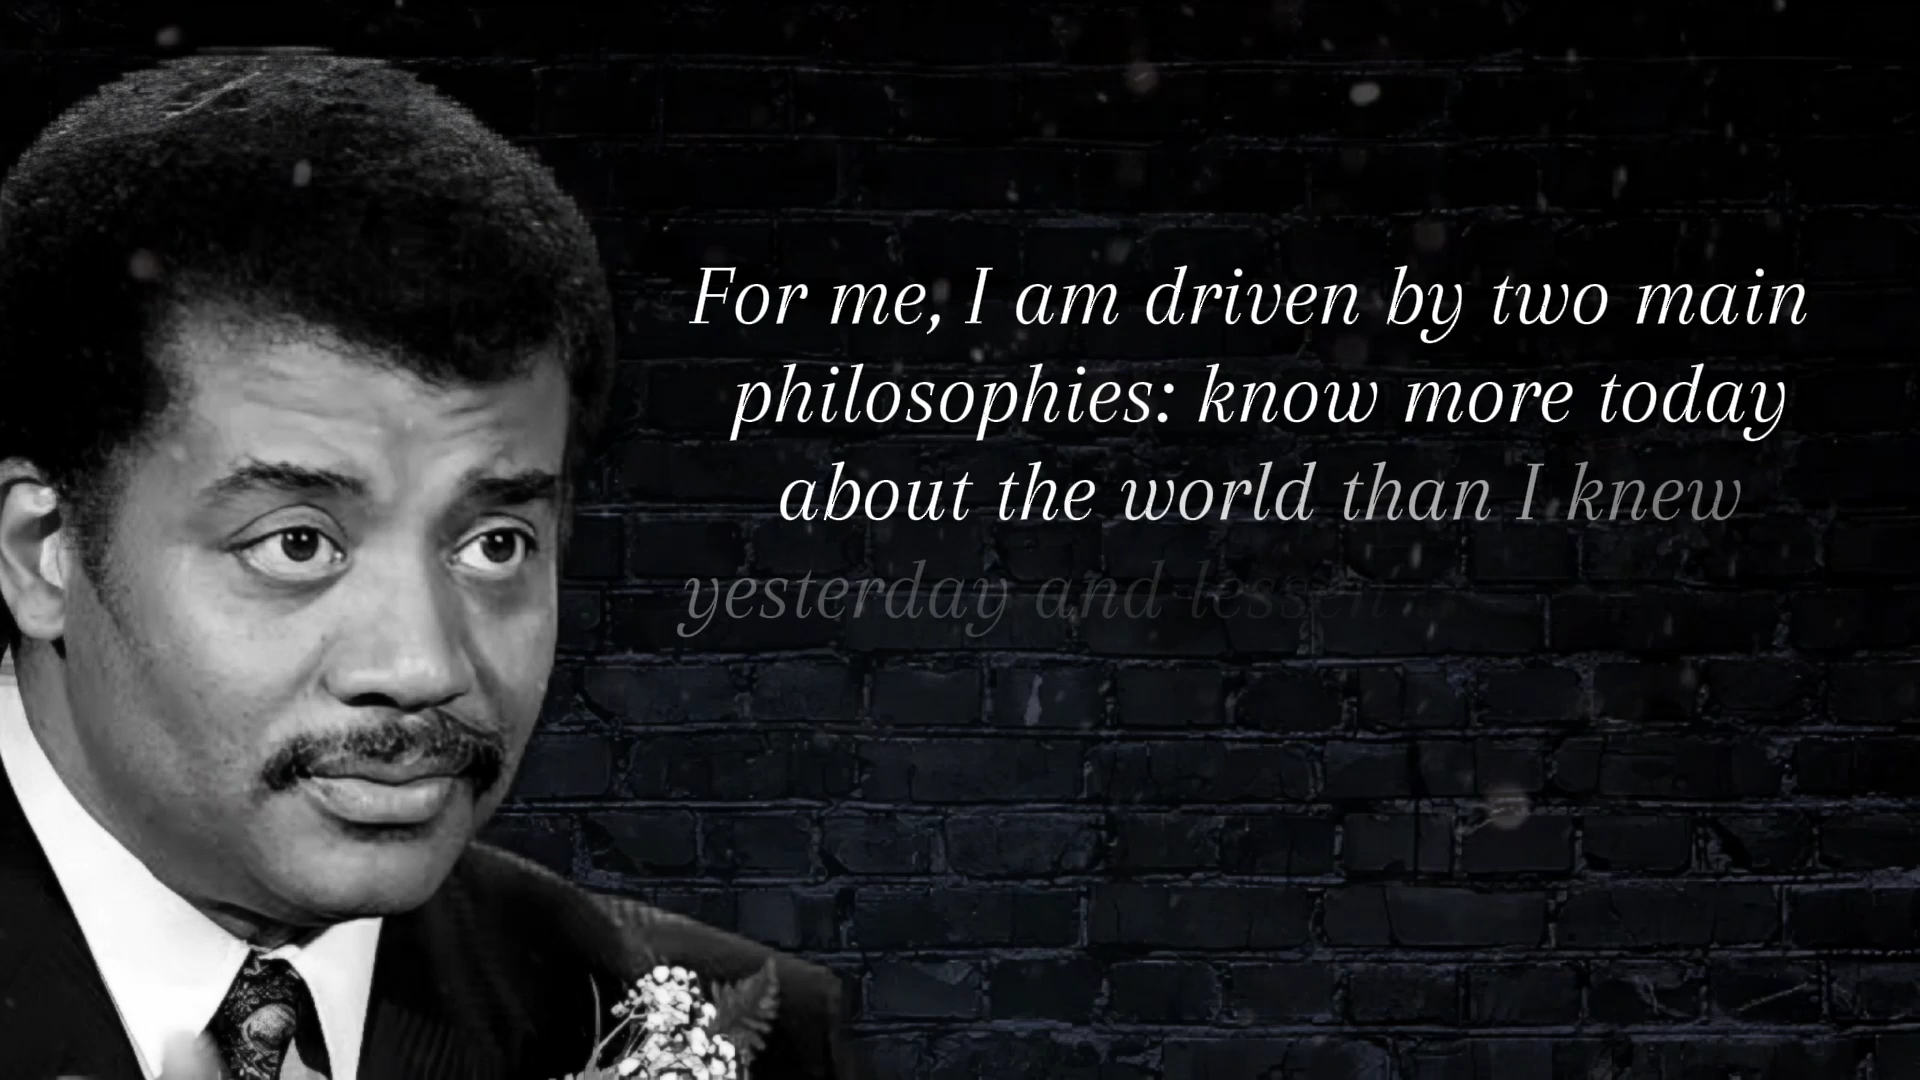 For me, I am driven by two main
philosophies: know more today
about the world than I knew
yesterday and lessen